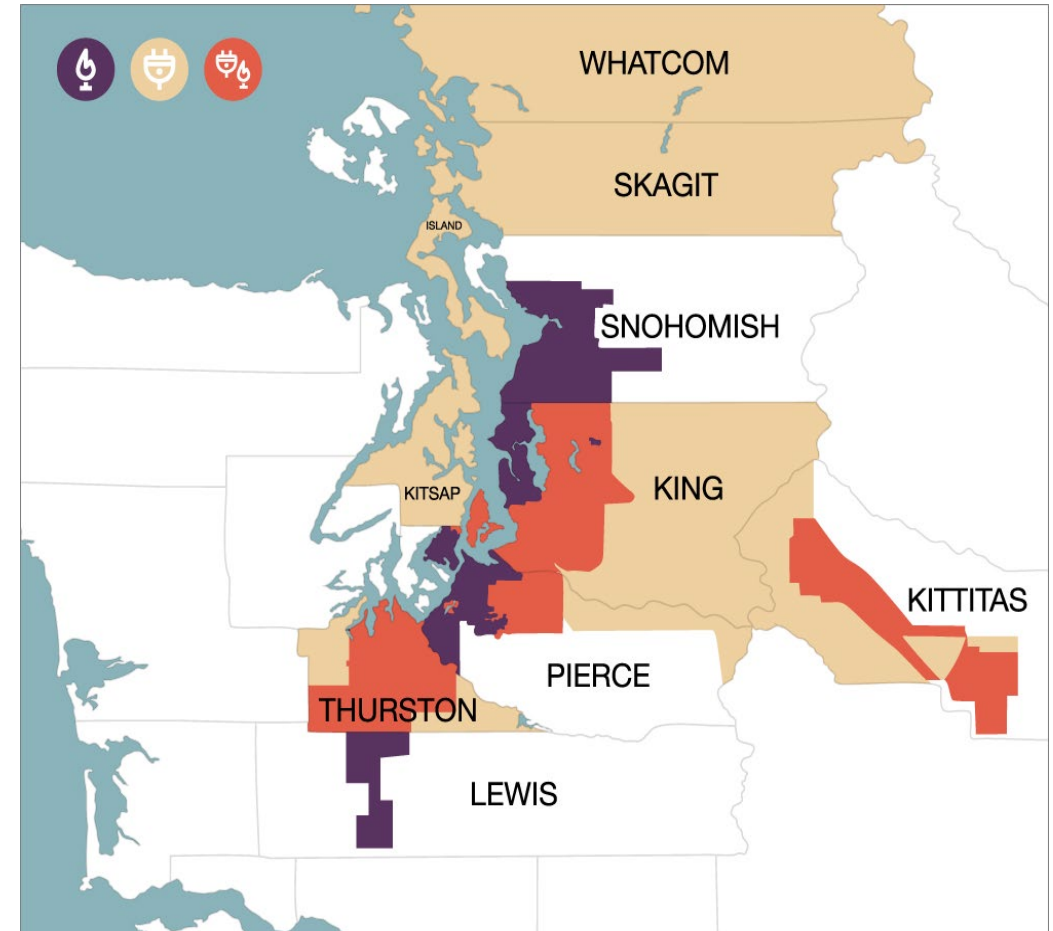 WHATCOM
SKAGIT
ISLAND
SNOHOMISH
KITSAP
KING
KITTITAS
PIERCE
THURSTON
LEWIS